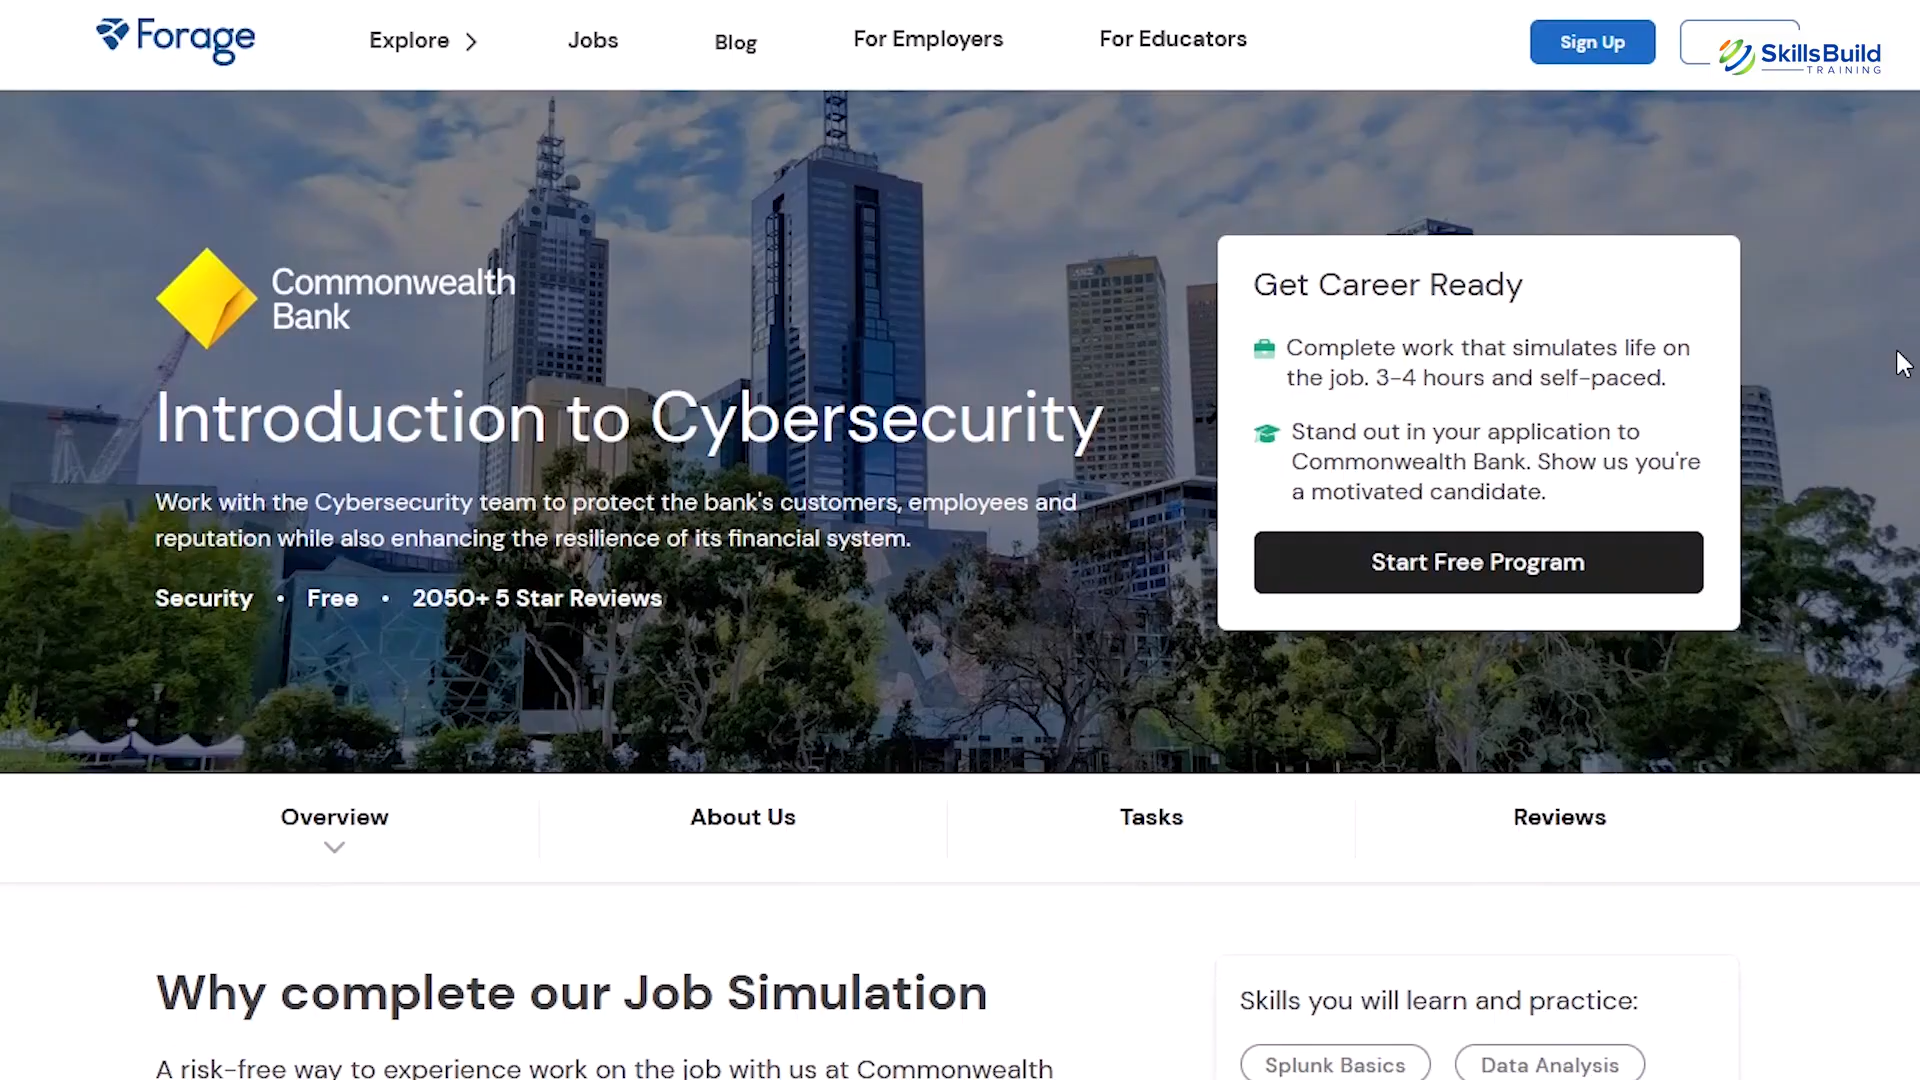 Forage
Explore
Jobs
Blog
For Employers
For Educators
Sign Up
SkillsBuild
TRAINING
Commonwealth
Bank
Introduction to Cybersecurity
Work with the Cybersecurity team to protect the bank's customers, employees and
reputation while also enhancing the resilience of its financial system.
Security • Free • 2050+ 5 Star Reviews
ANZ
Get Career Ready
Complete work that simulates life on
the job. 3-4 hours and self-paced.
Stand out in your application to
Commonwealth Bank. Show us you're
a motivated candidate.
Start Free Program
Overview
About Us
Tasks
Reviews
Why complete our Job Simulation
A risk-free way to experience work on the job with us at Commonwealth
Skills you will learn and practice:
Splunk Basics
Data Analysis